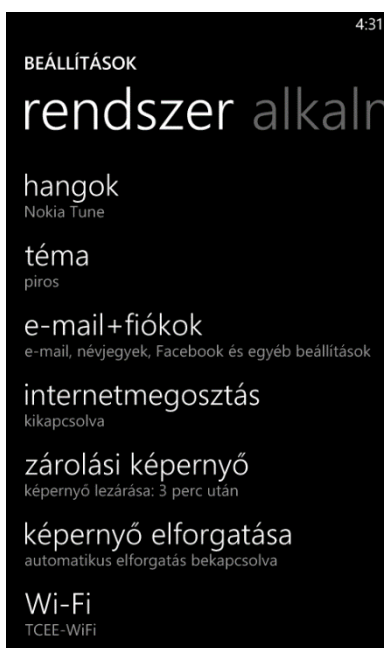 4:31
BEÁLLÍTÁSOK
rendszer alkalm
hangok
Nokia Tune
téma
piros
e-mail+fiókok
e-mail, névjegyek, Facebook és egyéb beállítások
internetmegosztás
kikapcsolva
zárolási képernyő
képernyő lezárása: 3 perc után
képernyő elforgatása
automatikus elforgatás bekapcsolva
Wi-Fi
TCEE-WiFi